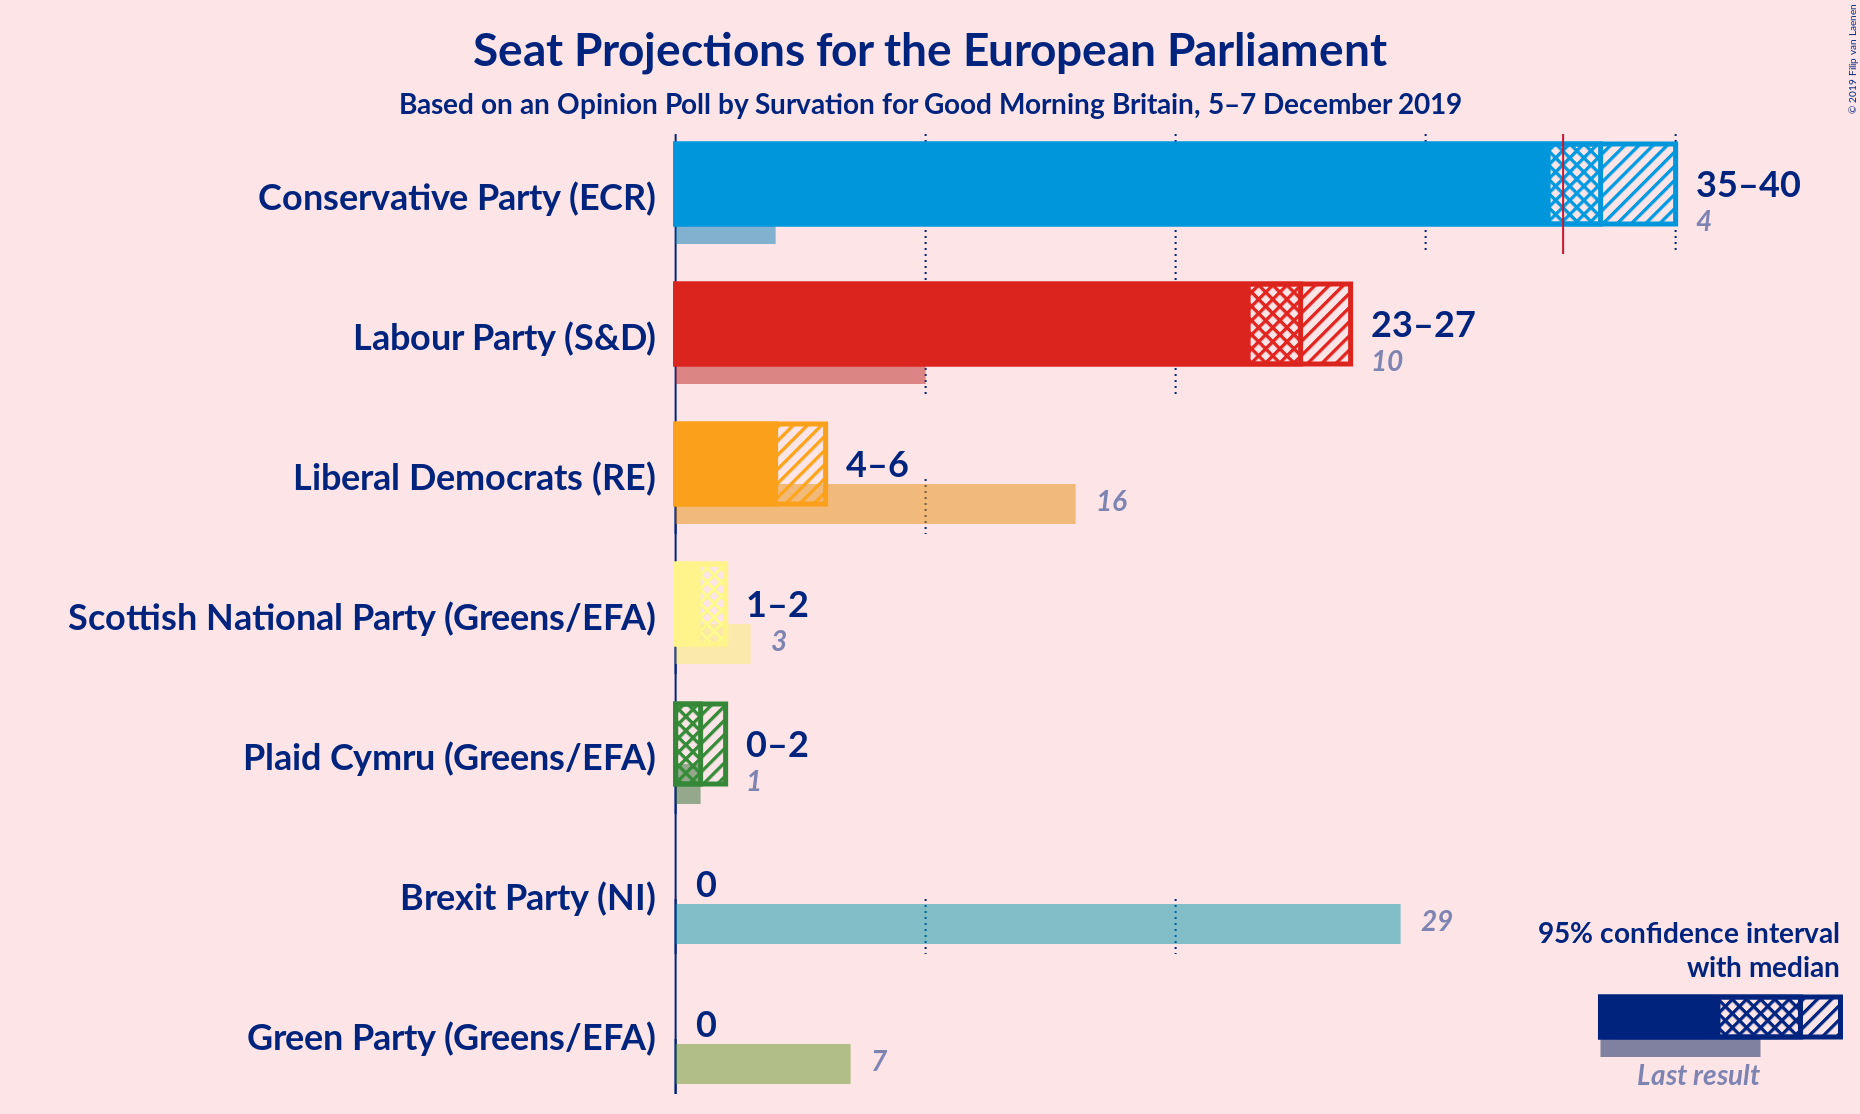 Seat Projections for the European Parliament
Based on an Opinion Poll by Survation for Good Morning Britain, 5–7 December 2019
© 2019 Filip van Laenen
Conservative Party (ECR)
35–40
4
Labour Party (S&D)
23–27
10
Liberal Democrats (RE)
4–6
16
Scottish National Party (Greens/EFA)
1–2
3
Plaid Cymru (Greens/EFA)
0–2
1
Brexit Party (NI)
0
29
Green Party (Greens/EFA)
0
7
95% confidence interval
with median
Last result